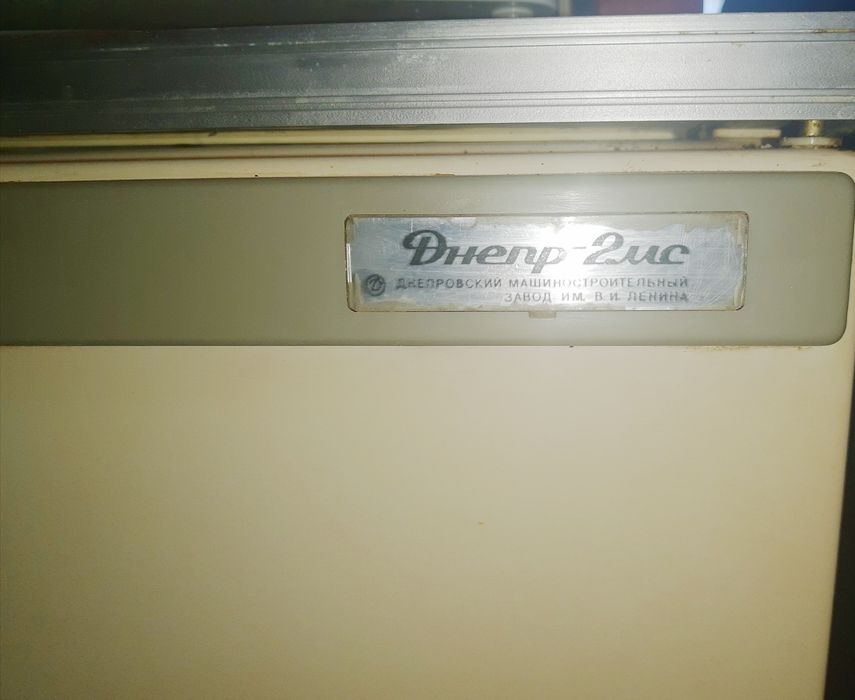 Днепр-2мс
ДНЕПРОВСКИЙ МАШИНОСТРОИТЕЛЬНЫЙ
ЗАВОД ИМ. В. И. ЛЕНИНА